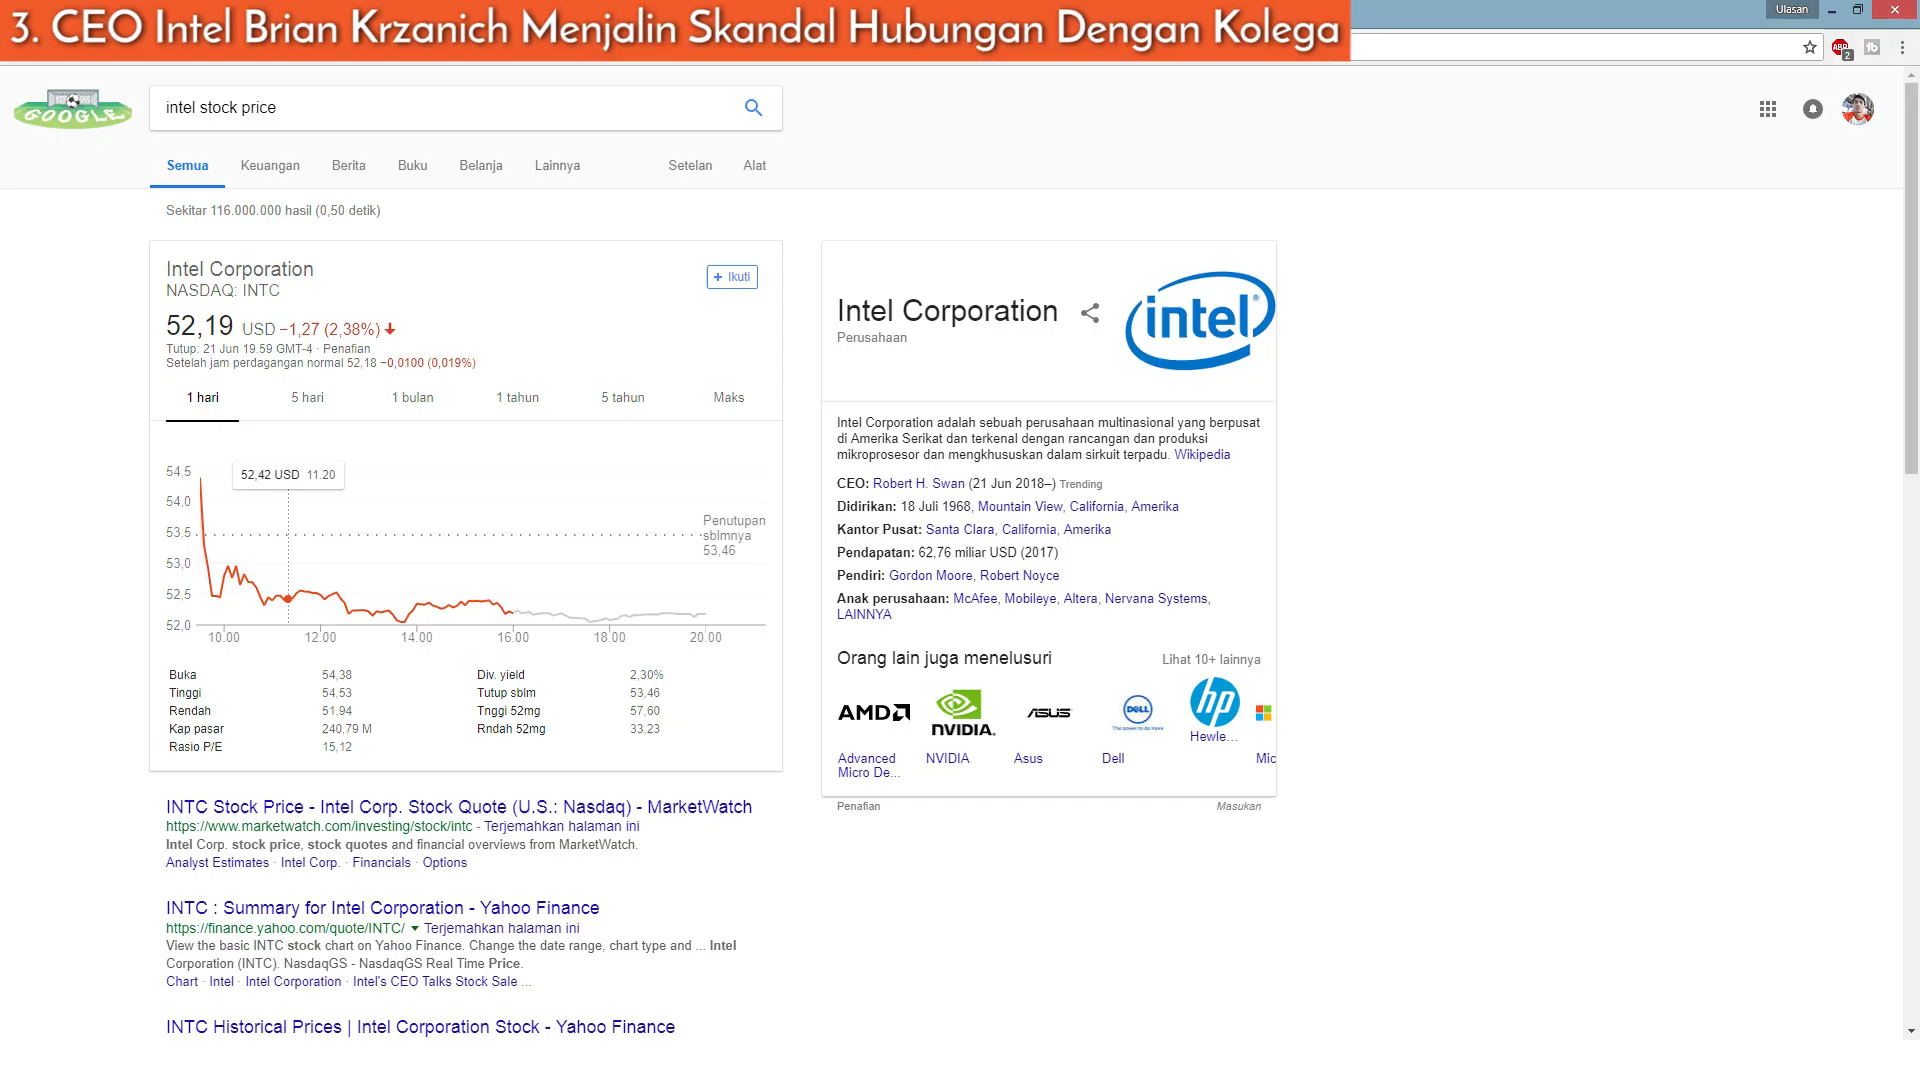 3. CEO Intel Brian Krzanich Menjalin Skandal Hubungan Dengan Kolega
Ulasan
ABP
2
tb
GOOGLE
intel stock price
Semua
Keuangan
Berita
Buku
Belanja
Lainnya
Setelan
Alat
Sekitar 116.000.000 hasil (0,50 detik)
Intel Corporation
NASDAQ: INTC
+ Ikuti
52,19 USD −1,27 (2,38%)
Tutup: 21 Jun 19.59 GMT-4 · Penafian
Setelah jam perdagangan normal 52,18 −0,0100 (0,019%)
1 hari
5 hari
1 bulan
1 tahun
5 tahun
Maks
54,5
54,0
53,5
53,0
52,5
52,0
52,42 USD 11.20
Penutupan
sblmnya
53,46
10.00
12.00
14.00
16.00
18.00
20.00
Buka 54,38
Tinggi 54,53
Rendah 51,94
Kap pasar 240,79 M
Rasio P/E 15,12
Div. yield 2,30%
Tutup sblm 53,46
Tnggi 52mg 57,60
Rndah 52mg 33,23
INTC Stock Price - Intel Corp. Stock Quote (U.S.: Nasdaq) - MarketWatch
https://www.marketwatch.com/investing/stock/intc - Terjemahkan halaman ini
Intel Corp. stock price, stock quotes and financial overviews from MarketWatch.
Analyst Estimates · Intel Corp. · Financials · Options
INTC : Summary for Intel Corporation - Yahoo Finance
https://finance.yahoo.com/quote/INTC/ Terjemahkan halaman ini
View the basic INTC stock chart on Yahoo Finance. Change the date range, chart type and ... Intel
Corporation (INTC). NasdaqGS - NasdaqGS Real Time Price.
Chart · Intel · Intel Corporation · Intel's CEO Talks Stock Sale ...
INTC Historical Prices | Intel Corporation Stock - Yahoo Finance
Intel Corporation
Perusahaan
intel®
Intel Corporation adalah sebuah perusahaan multinasional yang berpusat
di Amerika Serikat dan terkenal dengan rancangan dan produksi
mikroprosesor dan mengkhususkan dalam sirkuit terpadu. Wikipedia
CEO: Robert H. Swan (21 Jun 2018–) Trending
Didirikan: 18 Juli 1968, Mountain View, California, Amerika
Kantor Pusat: Santa Clara, California, Amerika
Pendapatan: 62,76 miliar USD (2017)
Pendiri: Gordon Moore, Robert Noyce
Anak perusahaan: McAfee, Mobileye, Altera, Nervana Systems,
LAINNYA
Orang lain juga menelusuri
Lihat 10+ lainnya
AMD
NVIDIA.
ASUS
DELL
The power to do more
hp
Advanced
Micro De...
NVIDIA
Asus
Dell
Hewle...
Mic
Penafian
Masukan